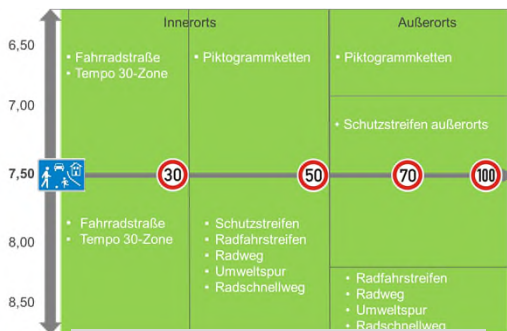 Innerorts
Außerorts
6,50
7,00
7,50
8,00
8,50
• Fahrradstraße
• Tempo 30-Zone
• Piktogrammketten
• Piktogrammketten
• Schutzstreifen außerorts
30
50
70
100
• Fahrradstraße
• Tempo 30-Zone
• Schutzstreifen
• Radfahrstreifen
• Radweg
• Umweltspur
• Radschnellweg
• Radfahrstreifen
• Radweg
• Umweltspur
• Radschnellweg